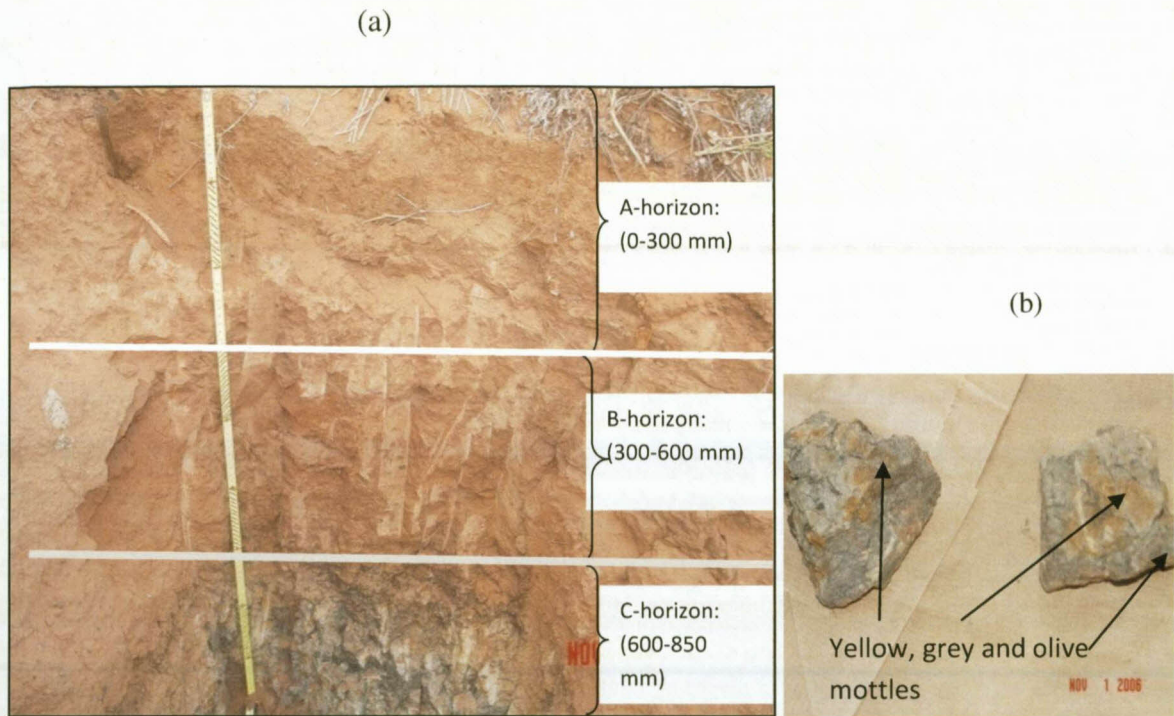 (a)
A-horizon:
(0-300 mm)
B-horizon:
(300-600 mm)
C-horizon:
(600-850
mm)
NOV
(b)
Yellow, grey and olive
mottles
NOV 1 2006